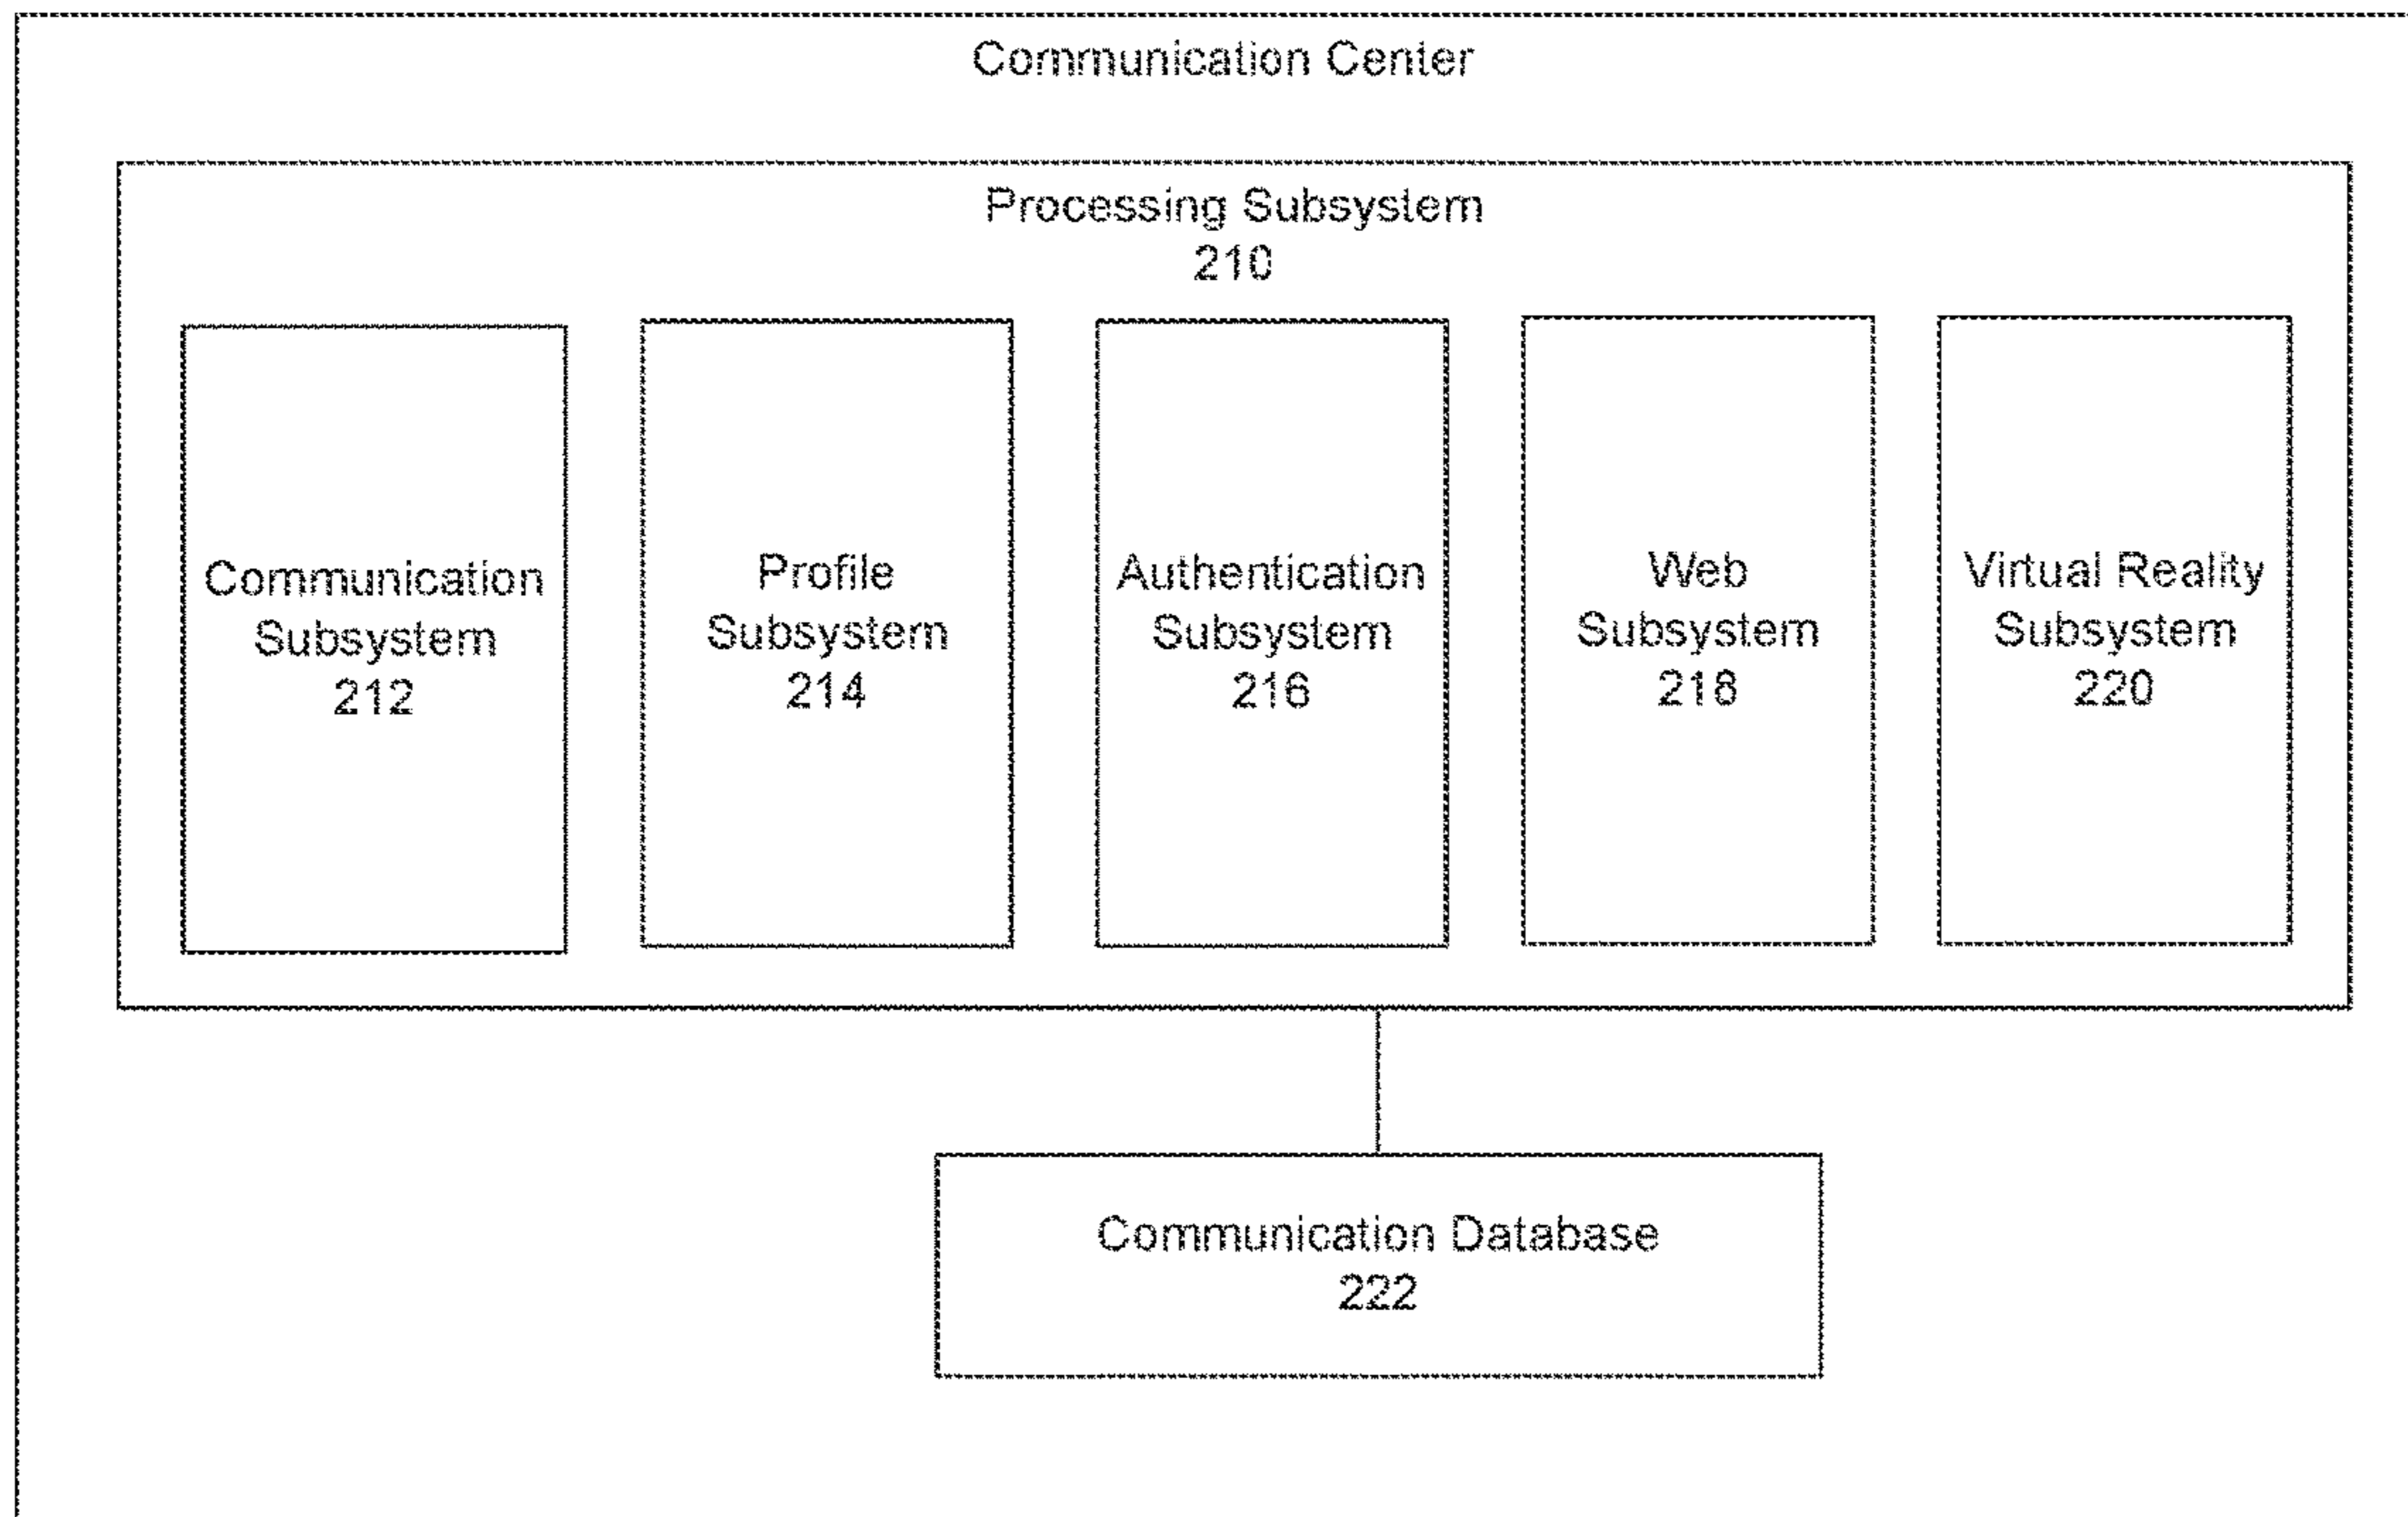 Communication Center
Processing Subsystem
210
Communication
Subsystem
212
Profile
Subsystem
214
Authentication
Subsystem
216
Web
Subsystem
218
Virtual Reality
Subsystem
220
Communication Database
222